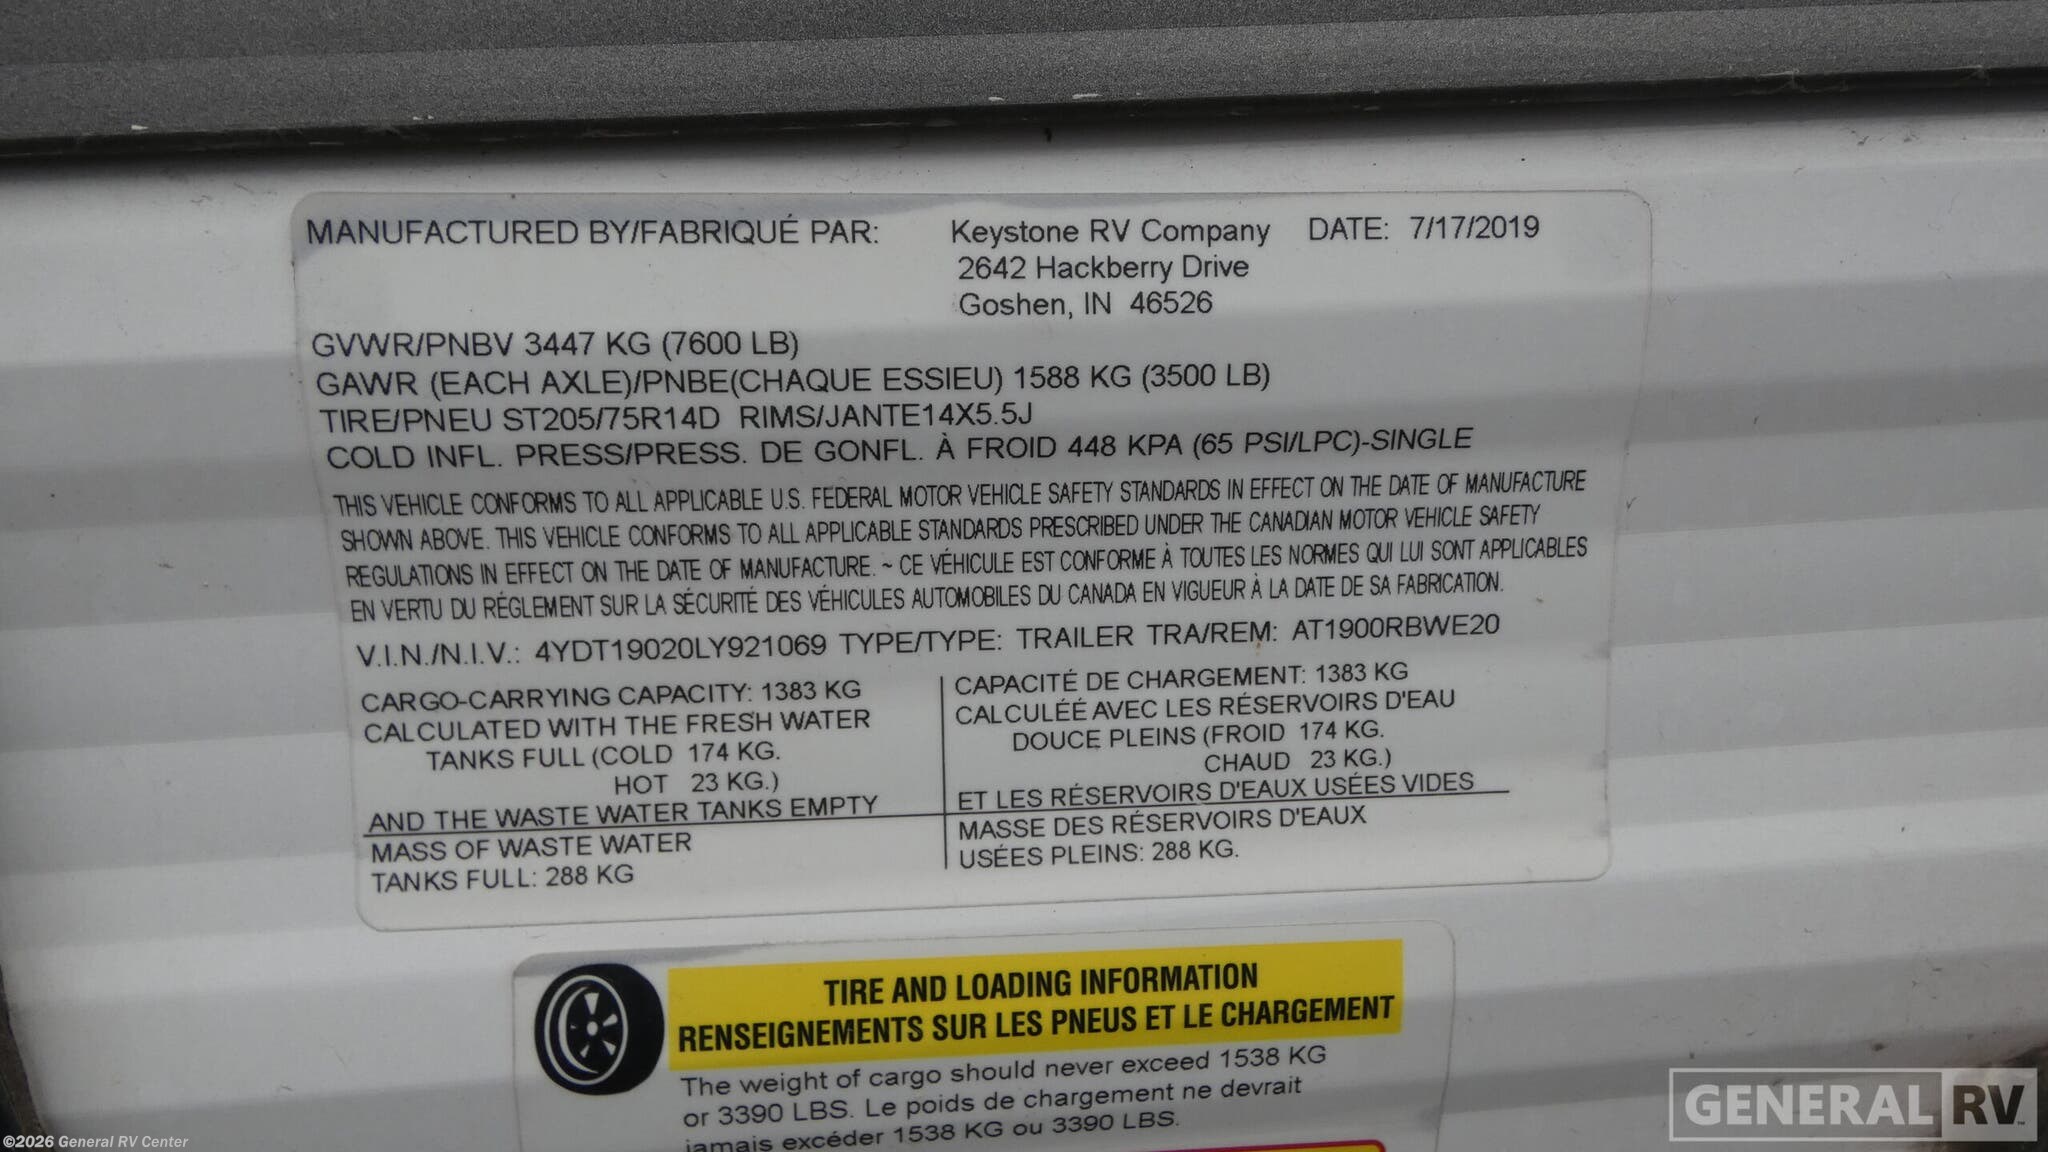 MANUFACTURED BY/FABRIQUÉ PAR: Keystone RV Company DATE: 7/17/2019
2642 Hackberry Drive
Goshen, IN 46526
GVWR/PNBV 3447 KG (7600 LB)
GAWR (EACH AXLE)/PNBE(CHAQUE ESSIEU) 1588 KG (3500 LB)
TIRE/PNEU ST205/75R14D RIMS/JANTE14X5.5J
COLD INFL. PRESS/PRESS. DE GONFL. À FROID 448 KPA (65 PSI/LPC)-SINGLE
THIS VEHICLE CONFORMS TO ALL APPLICABLE U.S. FEDERAL MOTOR VEHICLE SAFETY STANDARDS IN EFFECT ON THE DATE OF MANUFACTURE
SHOWN ABOVE. THIS VEHICLE CONFORMS TO ALL APPLICABLE STANDARDS PRESCRIBED UNDER THE CANADIAN MOTOR VEHICLE SAFETY
REGULATIONS IN EFFECT ON THE DATE OF MANUFACTURE. ~ CE VÉHICULE EST CONFORME À TOUTES LES NORMES QUI LUI SONT APPLICABLES
EN VERTU DU RÉGLEMENT SUR LA SÉCURITÉ DES VÉHICULES AUTOMOBILES DU CANADA EN VIGUEUR À LA DATE DE SA FABRICATION.
V.I.N./N.I.V.: 4YDT19020LY921069 TYPE/TYPE: TRAILER TRA/REM: AT1900RBWE20
CARGO-CARRYING CAPACITY: 1383 KG
CALCULATED WITH THE FRESH WATER
TANKS FULL (COLD 174 KG.
HOT 23 KG.)
AND THE WASTE WATER TANKS EMPTY
MASS OF WASTE WATER
TANKS FULL: 288 KG
CAPACITÉ DE CHARGEMENT: 1383 KG
CALCULÉÉ AVEC LES RÉSERVOIRS D'EAU
DOUCE PLEINS (FROID 174 KG.
CHAUD 23 KG.)
ET LES RÉSERVOIRS D'EAUX USÉES VIDES
MASSE DES RÉSERVOIRS D'EAUX
USÉES PLEINS: 288 KG.
TIRE AND LOADING INFORMATION
RENSEIGNEMENTS SUR LES PNEUS ET LE CHARGEMENT
The weight of cargo should never exceed 1538 KG
or 3390 LBS. Le poids de chargement ne devrait
jamais excéder 1538 KG ou 3390 LBS.
GENERAL RV
©2026 General RV Center